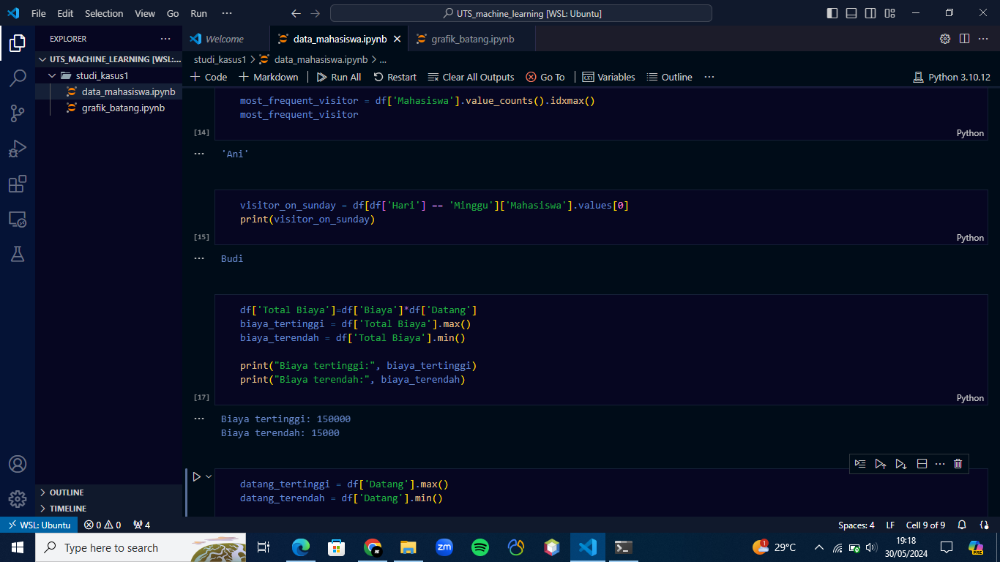 File Edit Selection View Go Run ···
UTS_machine_learning [WSL: Ubuntu]
EXPLORER ···
Welcome
data_mahasiswa.ipynb
grafik_batang.ipynb
UTS_MACHINE_LEARNING [WSL:...
studi_kasus1
data_mahasiswa.ipynb
grafik_batang.ipynb
studi_kasus1 > data_mahasiswa.ipynb > ...
+ Code + Markdown Run All Restart Clear All Outputs Go To Variables Outline ···
Python 3.10.12
most_frequent_visitor = df['Mahasiswa'].value_counts().idxmax()
most_frequent_visitor
[14]
Python
··· 'Ani'
visitor_on_sunday = df[df['Hari'] == 'Minggu']['Mahasiswa'].values[0]
print(visitor_on_sunday)
[15]
Python
··· Budi
df['Total Biaya']=df['Biaya']*df['Datang']
biaya_tertinggi = df['Total Biaya'].max()
biaya_terendah = df['Total Biaya'].min()
print("Biaya tertinggi:", biaya_tertinggi)
print("Biaya terendah:", biaya_terendah)
[17]
Python
··· Biaya tertinggi: 150000
Biaya terendah: 15000
datang_tertinggi = df['Datang'].max()
datang_terendah = df['Datang'].min()
OUTLINE
TIMELINE
WSL: Ubuntu 0 0 4
Spaces: 4 LF Cell 9 of 9
Type here to search
zm
1
29°C
19:18
30/05/2024
PRE